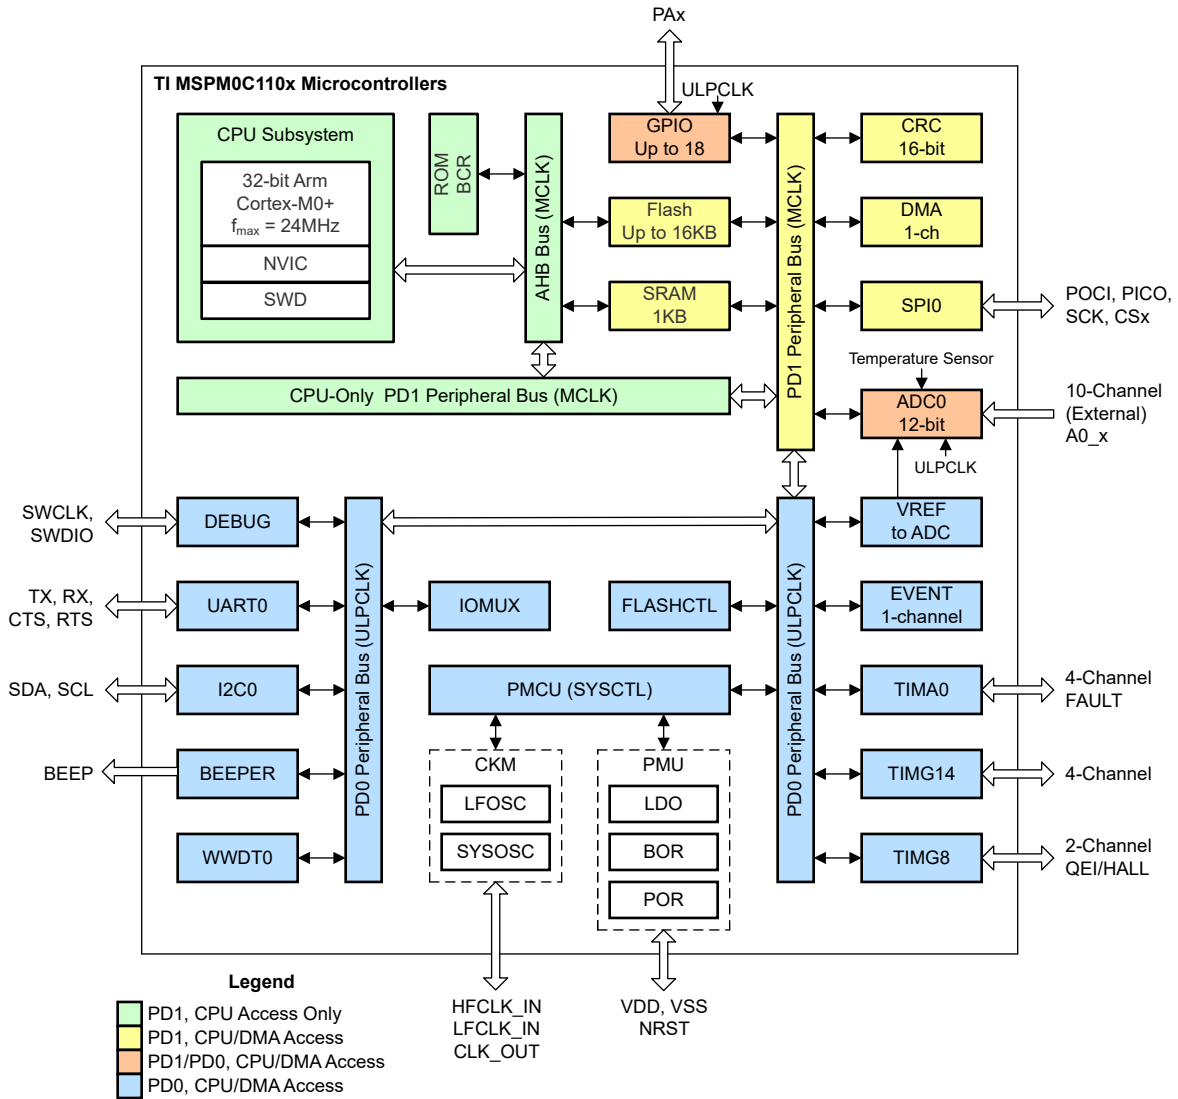 PAx
TI MSPM0C110x Microcontrollers
ULPCLK
CPU Subsystem
32-bit Arm
Cortex-M0+
fmax = 24MHz
NVIC
SWD
ROM
BCR
AHB Bus (MCLK)
GPIO
Up to 18
Flash
Up to 16KB
SRAM
1KB
PD1 Peripheral Bus (MCLK)
CRC
16-bit
DMA
1-ch
SPI0
POCI, PICO,
SCK, CSx
CPU-Only PD1 Peripheral Bus (MCLK)
Temperature Sensor
ADC0
12-bit
ULPCLK
10-Channel
(External)
A0_x
SWCLK,
SWDIO
DEBUG
TX, RX,
CTS, RTS
UART0
SDA, SCL
I2C0
BEEP
BEEPER
WWDT0
PD0 Peripheral Bus (ULPCLK)
IOMUX
FLASHCTL
PMCU (SYSCTL)
CKM
LFOSC
SYSOSC
PMU
LDO
BOR
POR
PD0 Peripheral Bus (ULPCLK)
VREF
to ADC
EVENT
1-channel
TIMA0
4-Channel
FAULT
TIMG14
4-Channel
TIMG8
2-Channel
QEI/HALL
HFCLK_IN
LFCLK_IN
CLK_OUT
VDD, VSS
NRST
Legend
PD1, CPU Access Only
PD1, CPU/DMA Access
PD1/PD0, CPU/DMA Access
PD0, CPU/DMA Access